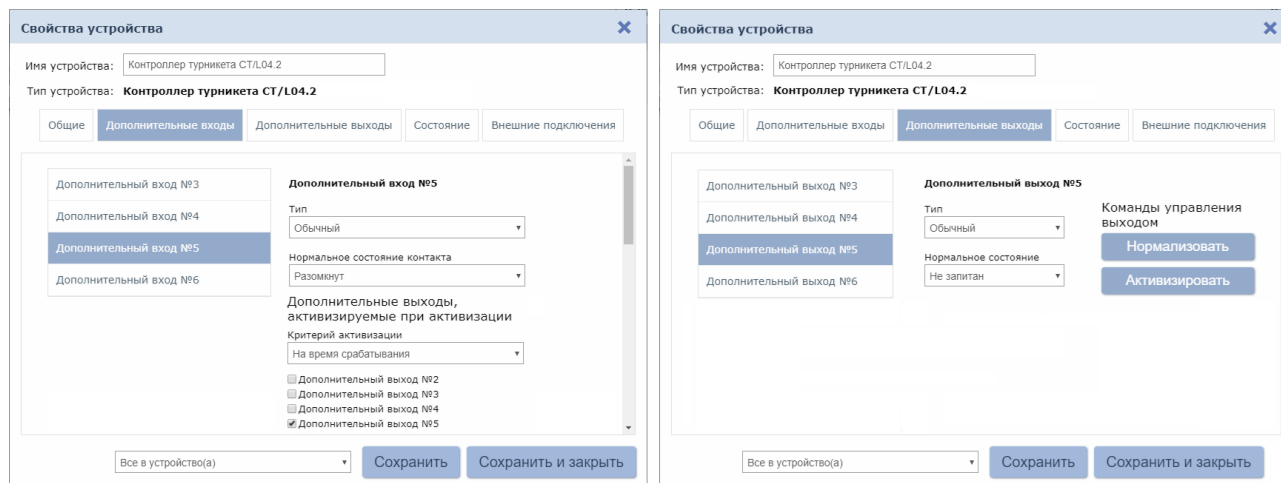 Свойства устройства
Имя устройства: Контроллер турникета CT/L04.2
Тип устройства: Контроллер турникета CT/L04.2
Общие Дополнительные входы Дополнительные выходы Состояние Внешние подключения
Дополнительный вход №3
Дополнительный вход №4
Дополнительный вход №5
Дополнительный вход №6
Дополнительный вход №5
Тип
Обычный
Нормальное состояние контакта
Разомкнут
Дополнительные выходы,
активизируемые при активизации
Критерий активизации
На время срабатывания
Дополнительный выход №2
Дополнительный выход №3
Дополнительный выход №4
Дополнительный выход №5
Все в устройство(а) Сохранить Сохранить и закрыть
Свойства устройства
Имя устройства: Контроллер турникета CT/L04.2
Тип устройства: Контроллер турникета CT/L04.2
Общие Дополнительные входы Дополнительные выходы Состояние Внешние подключения
Дополнительный выход №3
Дополнительный выход №4
Дополнительный выход №5
Дополнительный выход №6
Дополнительный выход №5
Тип
Обычный
Нормальное состояние
Не запитан
Команды управления
выходом
Нормализовать
Активизировать
Все в устройство(а) Сохранить Сохранить и закрыть